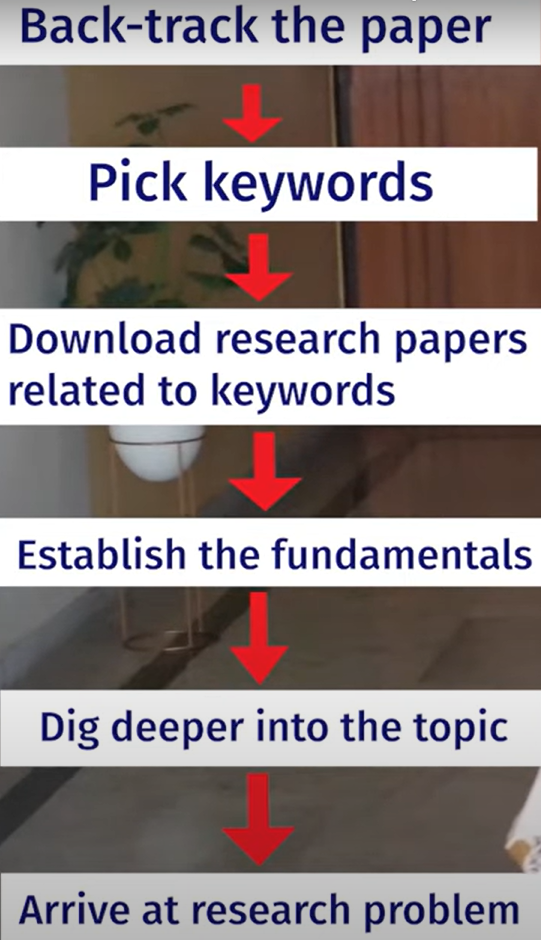 Back-track the paper
Pick keywords
Download research papers
related to keywords
Establish the fundamentals
Dig deeper into the topic
Arrive at research problem